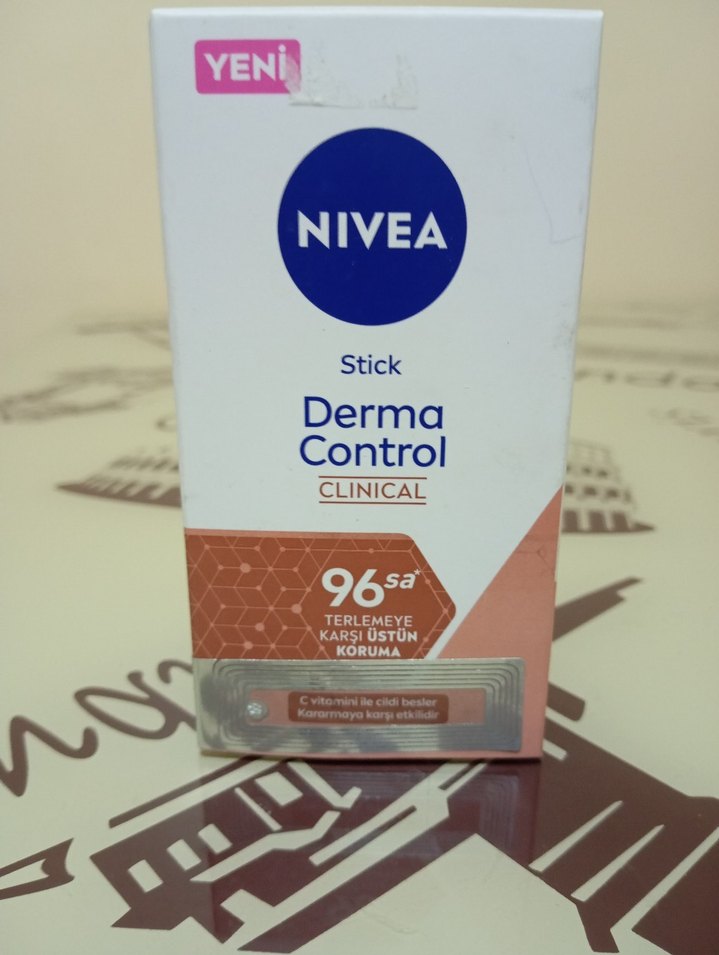 YENİ
NIVEA
Stick
Derma
Control
CLINICAL
96sa*
TERLEMEYE
KARŞI ÜSTÜN
KORUMA
C vitamini ile cildi besler
Kararmaya karşı etkilidir